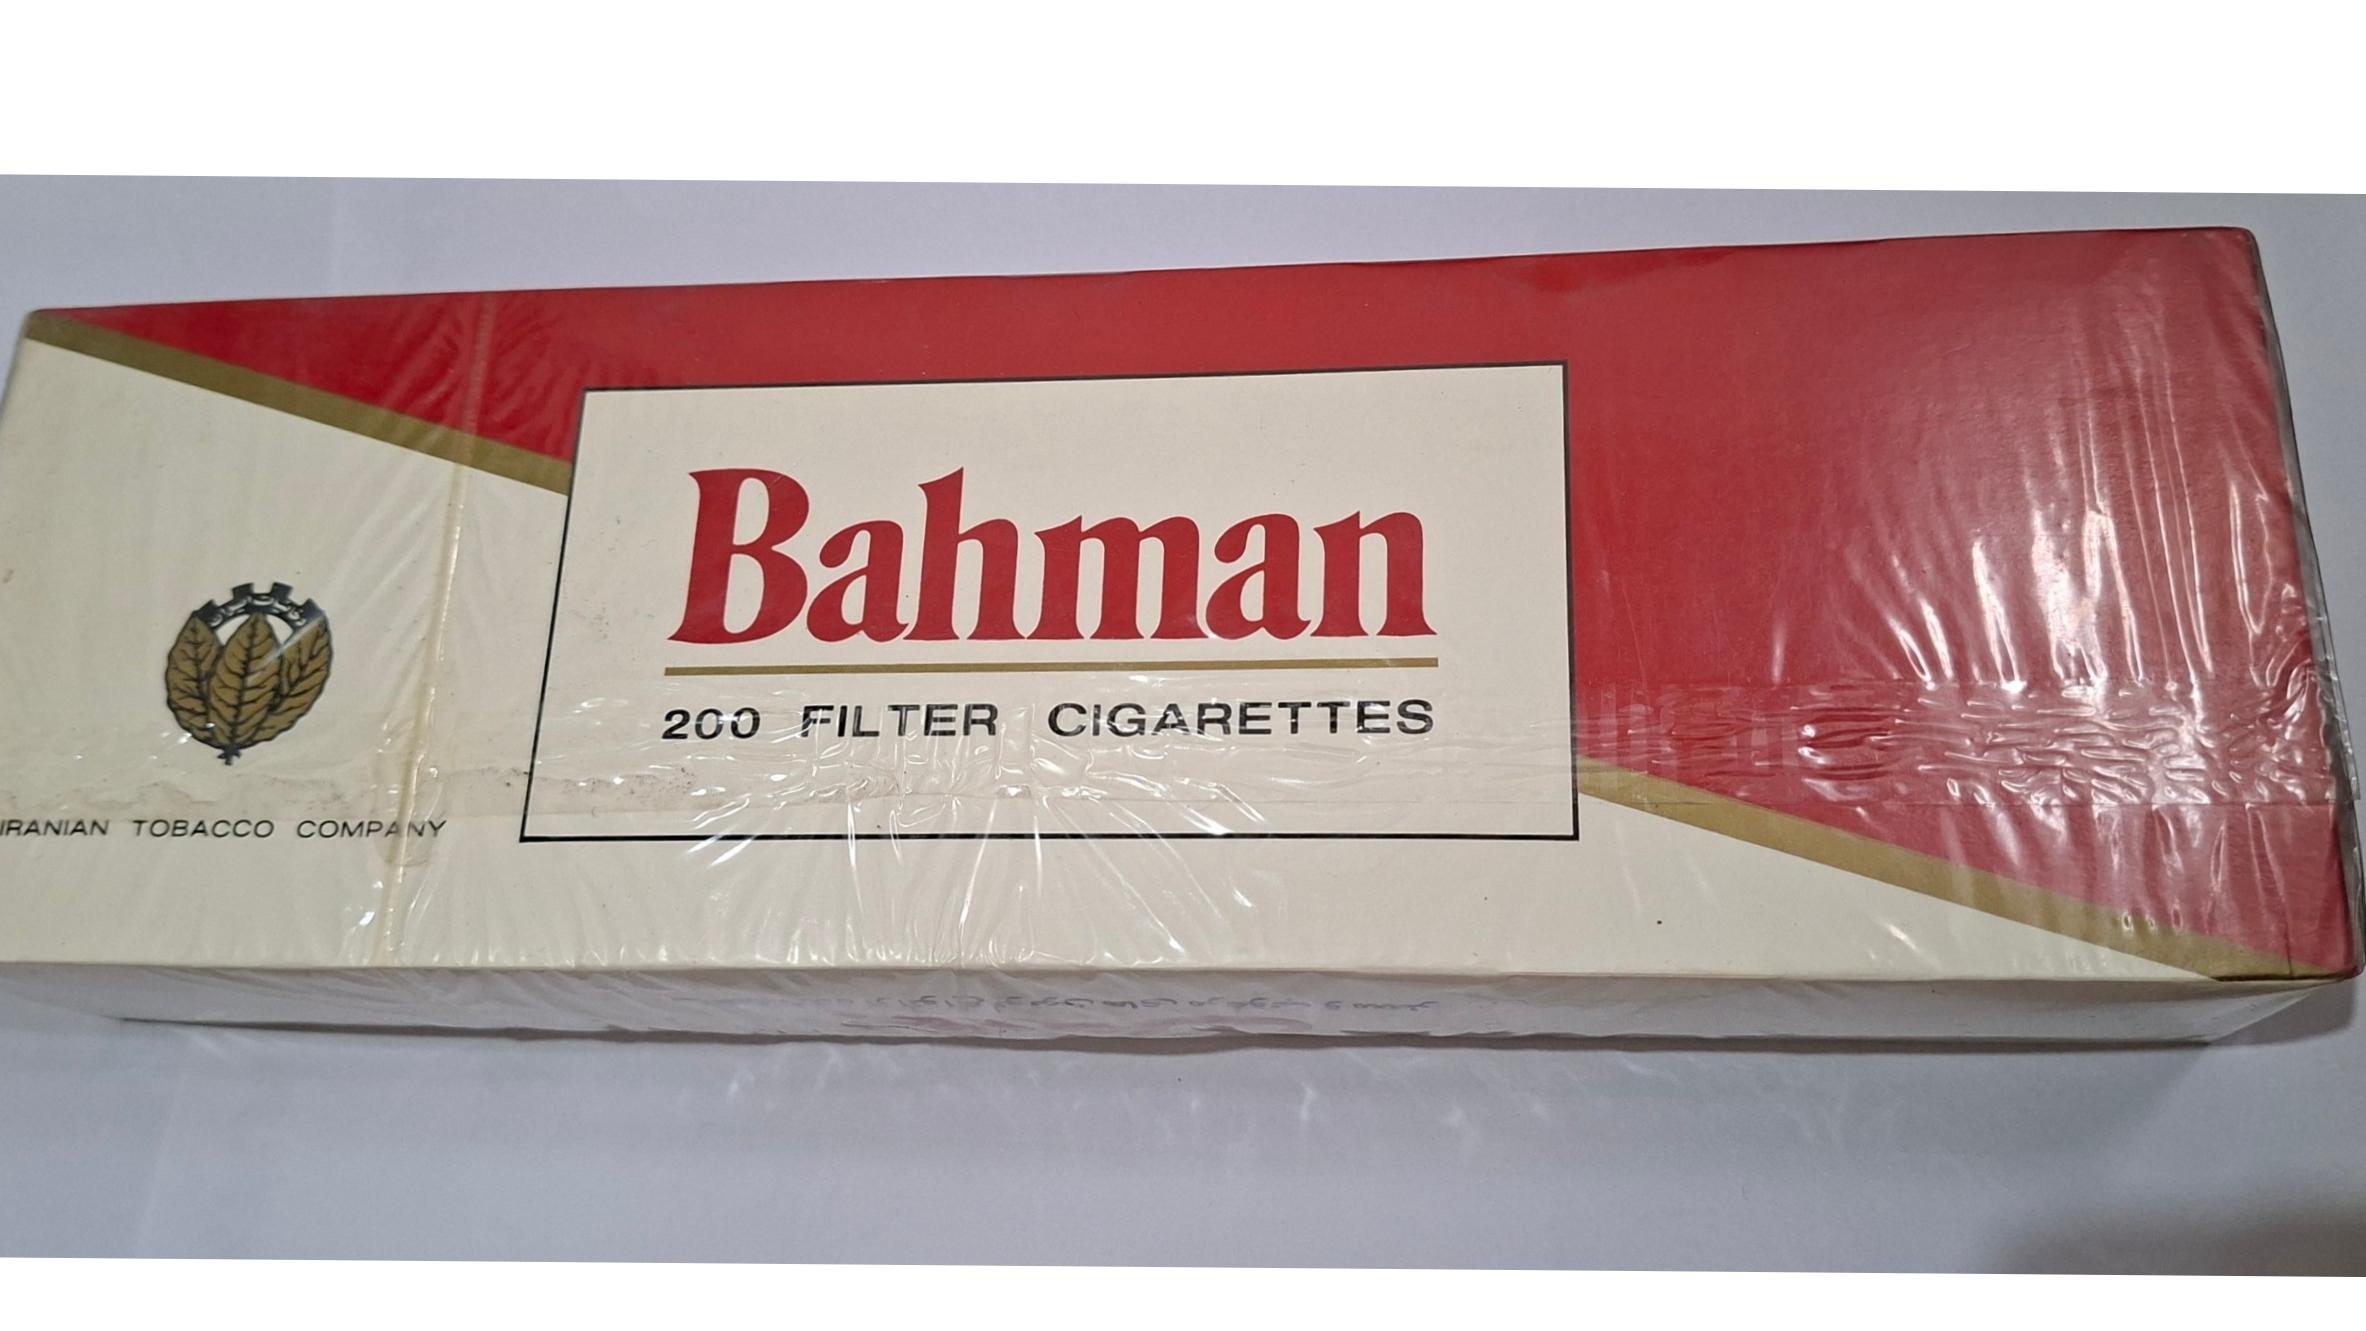 Bahman
200 FILTER CIGARETTES
IRANIAN TOBACCO COMPANY